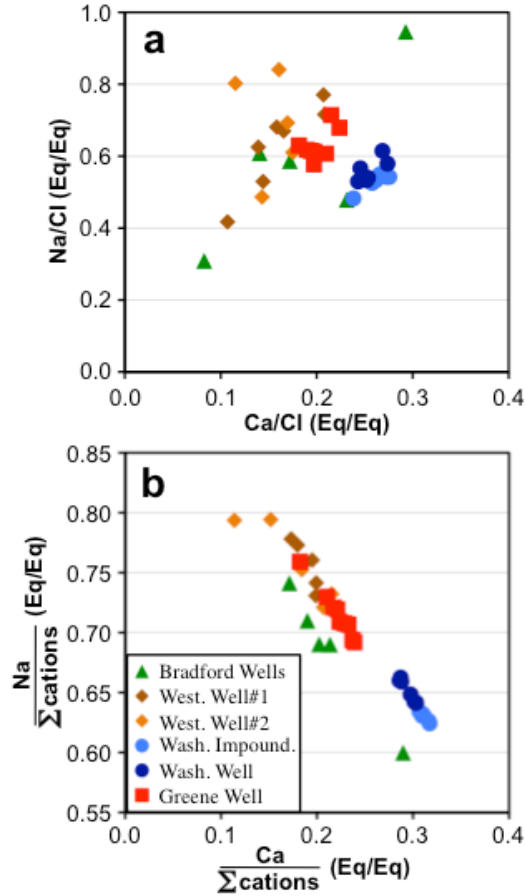 a
1.0
0.8
0.6
0.4
0.2
0.0
Na/Cl (Eq/Eq)
0.0 0.1 0.2 0.3 0.4
Ca/Cl (Eq/Eq)
b
0.85
0.80
0.75
0.70
0.65
0.60
0.55
Na
∑cations (Eq/Eq)
Bradford Wells
West. Well#1
West. Well#2
Wash. Impound.
Wash. Well
Greene Well
0.0 0.1 0.2 0.3 0.4
Ca
∑cations (Eq/Eq)